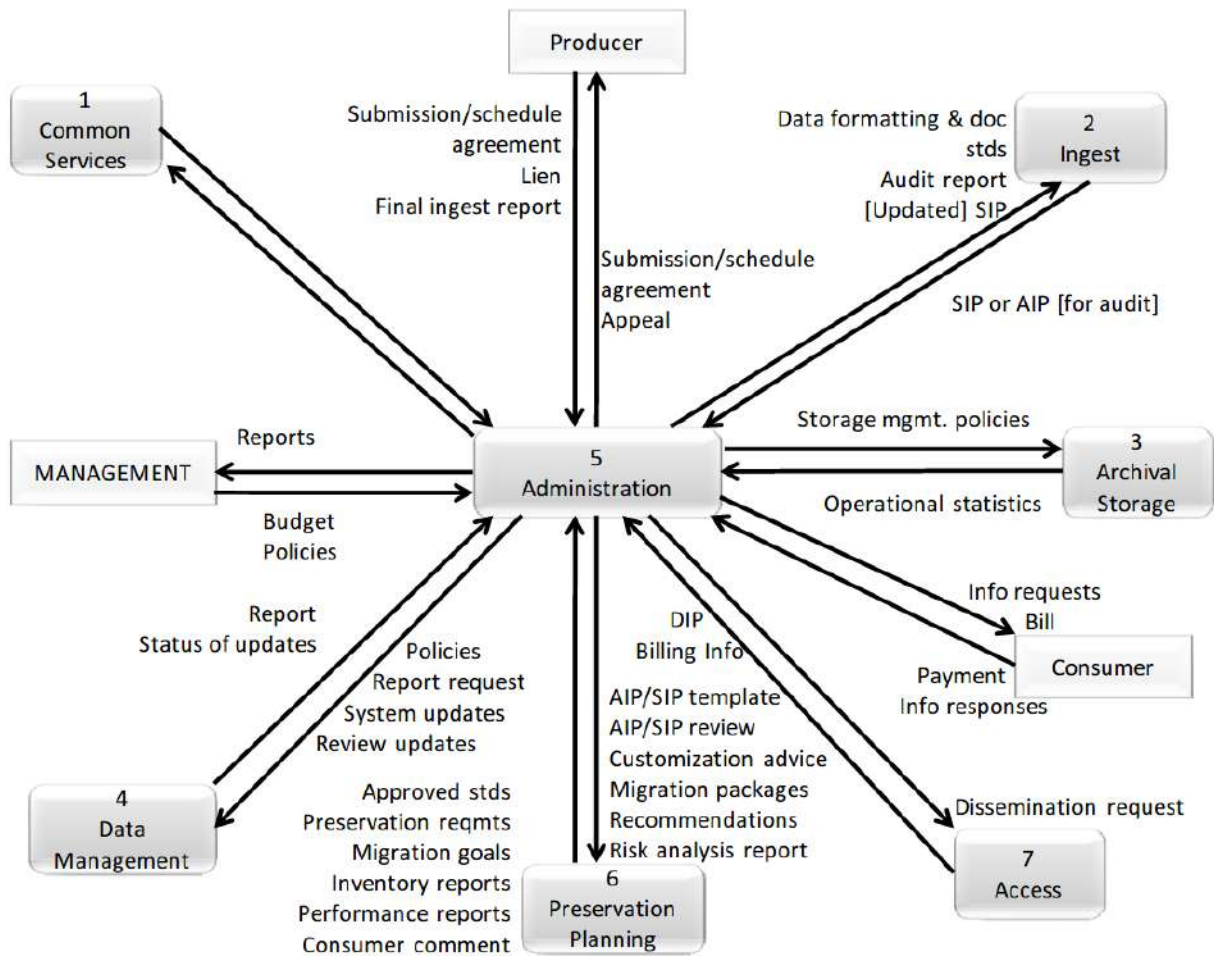 Producer
1
Common
Services
Submission/schedule
agreement
Lien
Final ingest report
Data formatting & doc
stds
Audit report
[Updated] SIP
2
Ingest
Submission/schedule
agreement
Appeal
SIP or AIP [for audit]
Reports
MANAGEMENT
Budget
Policies
5
Administration
Storage mgmt. policies
3
Archival
Storage
Operational statistics
Info requests
Bill
Consumer
Payment
Info responses
Report
Status of updates
Policies
Report request
System updates
Review updates
DIP
Billing Info
AIP/SIP template
AIP/SIP review
Customization advice
Migration packages
Recommendations
Risk analysis report
4
Data
Management
Approved stds
Preservation reqmts
Migration goals
Inventory reports
Performance reports
Consumer comment
6
Preservation
Planning
Dissemination request
7
Access